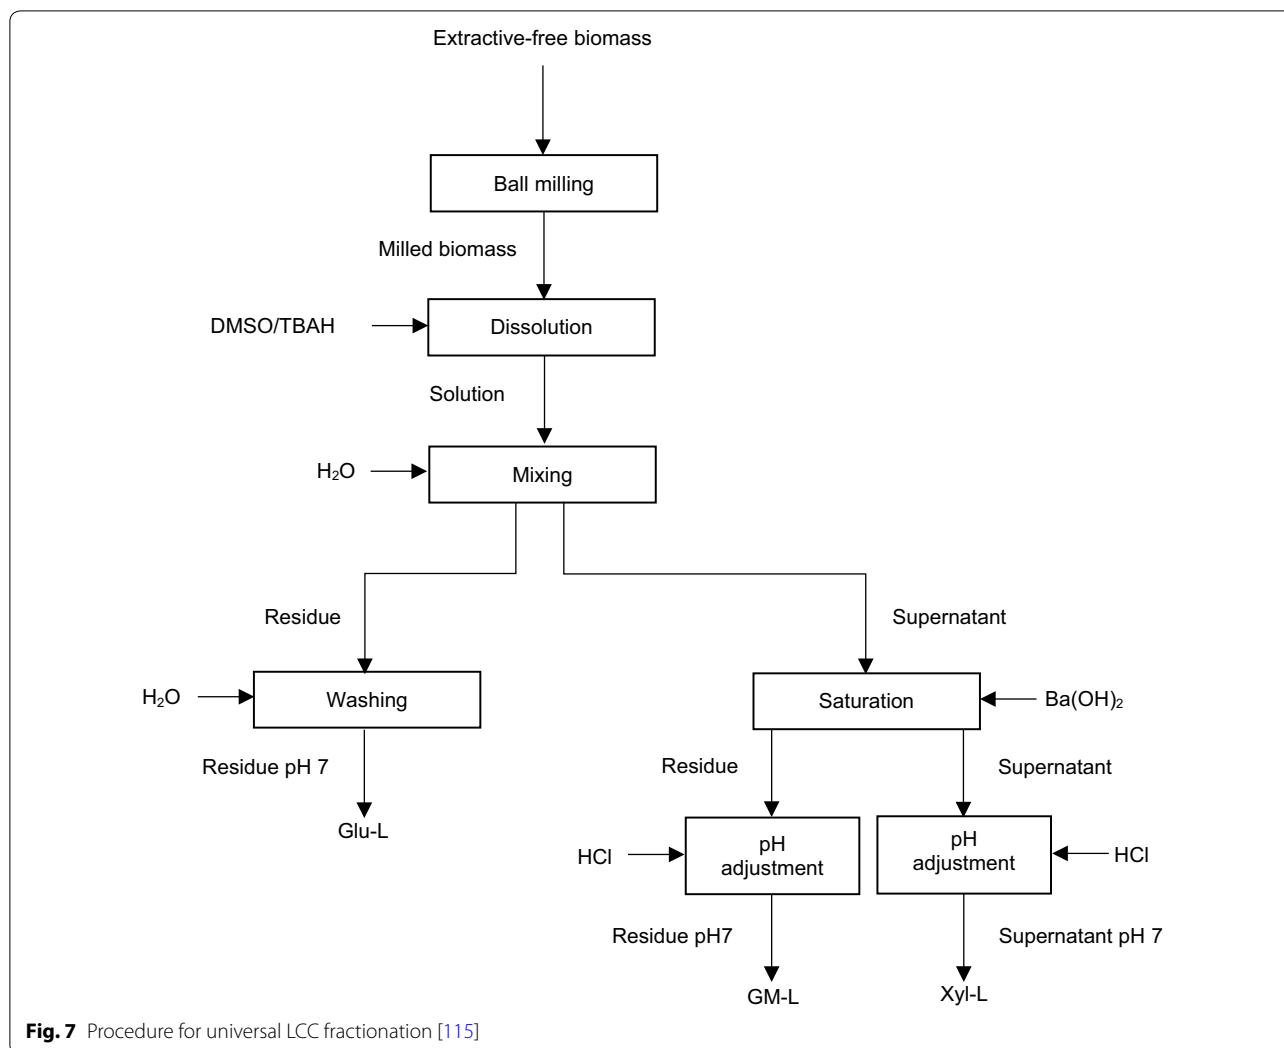 Extractive-free biomass
Ball milling
Milled biomass
DMSO/TBAH
Dissolution
Solution
H₂O
Mixing
Residue
Supernatant
H₂O
Washing
Saturation
Ba(OH)₂
Residue pH 7
Residue
Supernatant
Glu-L
HCl
pH
adjustment
pH
adjustment
HCl
Residue pH7
Supernatant pH 7
GM-L
Xyl-L
Fig. 7 Procedure for universal LCC fractionation [115]